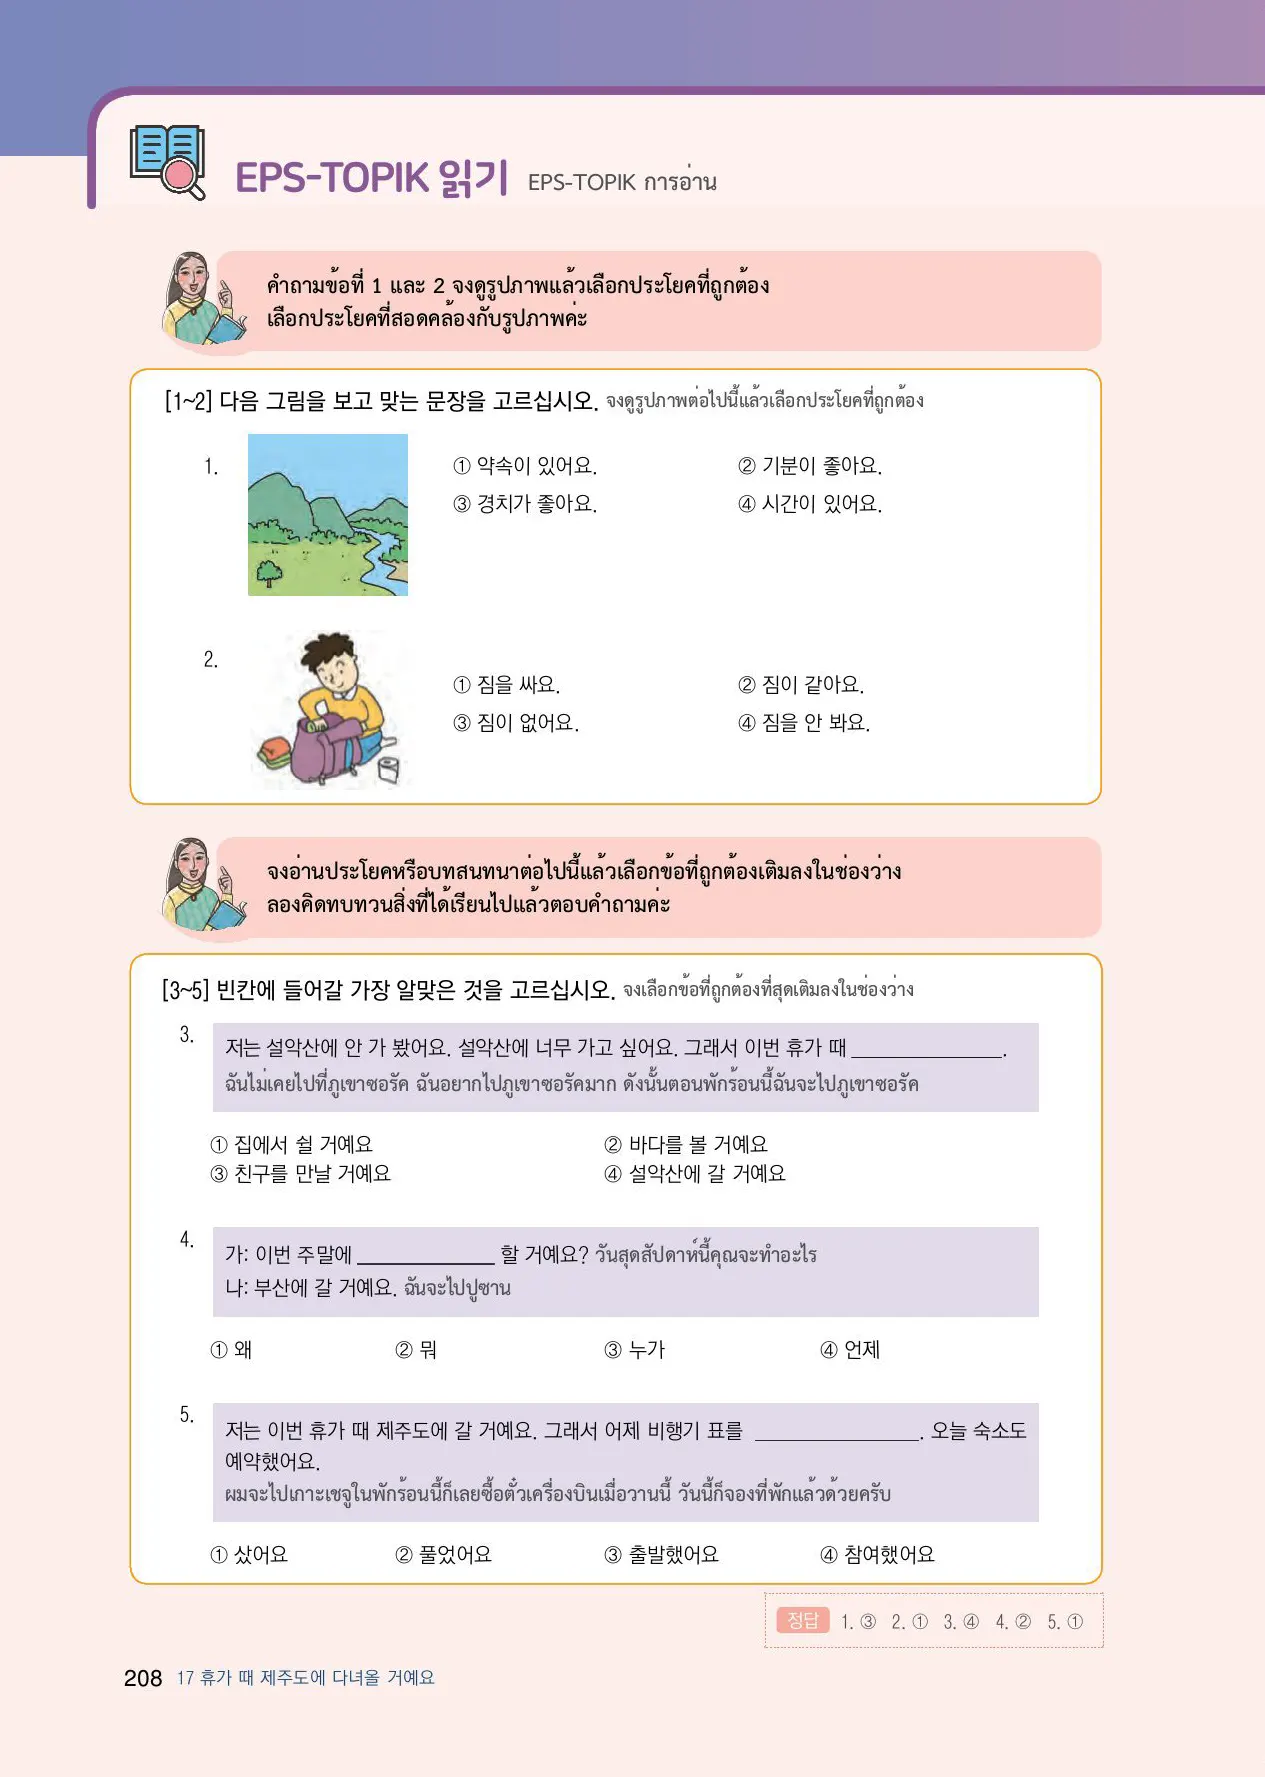 EPS-TOPIK 읽기 EPS-TOPIK การอ่าน
คำถามข้อที่ 1 และ 2 จงดูรูปภาพแล้วเลือกประโยคที่ถูกต้อง
เลือกประโยคที่สอดคล้องกับรูปภาพค่ะ
[1~2] 다음 그림을 보고 맞는 문장을 고르십시오. จงดูรูปภาพต่อไปนี้แล้วเลือกประโยคที่ถูกต้อง
1.
① 약속이 있어요. ② 기분이 좋아요.
③ 경치가 좋아요. ④ 시간이 있어요.
2.
① 짐을 싸요. ② 짐이 같아요.
③ 짐이 없어요. ④ 짐을 안 봐요.
จงอ่านประโยคหรือบทสนทนาต่อไปนี้แล้วเลือกข้อที่ถูกต้องเติมลงในช่องว่าง
ลองคิดทบทวนสิ่งที่ได้เรียนไปแล้วตอบคำถามค่ะ
[3~5] 빈칸에 들어갈 가장 알맞은 것을 고르십시오. จงเลือกข้อที่ถูกต้องที่สุดเติมลงในช่องว่าง
3.
저는 설악산에 안 가 봤어요. 설악산에 너무 가고 싶어요. 그래서 이번 휴가 때 ______________.
ฉันไม่เคยไปที่ภูเขาซอรัค ฉันอยากไปภูเขาซอรัคมาก ดังนั้นตอนพักร้อนนี้ฉันจะไปภูเขาซอรัค
① 집에서 쉴 거예요 ② 바다를 볼 거예요
③ 친구를 만날 거예요 ④ 설악산에 갈 거예요
4.
가: 이번 주말에 _____________ 할 거예요? วันสุดสัปดาห์นี้คุณจะทำอะไร
나: 부산에 갈 거예요. ฉันจะไปปูซาน
① 왜 ② 뭐 ③ 누가 ④ 언제
5.
저는 이번 휴가 때 제주도에 갈 거예요. 그래서 어제 비행기 표를 _______________. 오늘 숙소도
예약했어요.
ผมจะไปเกาะเชจูในพักร้อนนี้ก็เลยซื้อตั๋วเครื่องบินเมื่อวานนี้ วันนี้ก็จองที่พักแล้วด้วยครับ
① 샀어요 ② 풀었어요 ③ 출발했어요 ④ 참여했어요
정답 1. ③ 2. ① 3. ④ 4. ② 5. ①
208 17 휴가 때 제주도에 다녀올 거예요